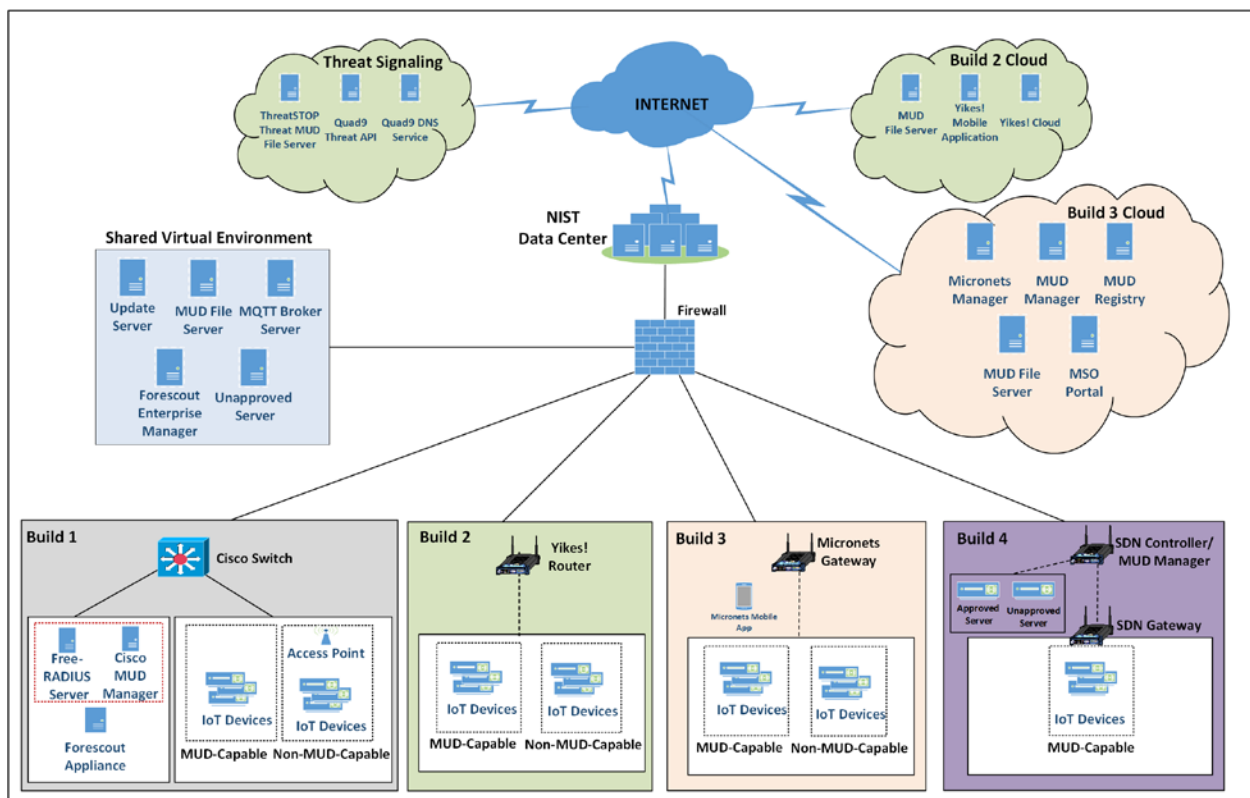 Threat Signaling
ThreatSTOP
Threat MUD
File Server
Quad9
Threat API
Quad9 DNS
Service
INTERNET
Build 2 Cloud
MUD
File Server
Yikes!
Mobile
Application
Yikes! Cloud
NIST
Data Center
Build 3 Cloud
Micronets
Manager
MUD
Manager
MUD
Registry
MUD File
Server
MSO
Portal
Shared Virtual Environment
Update
Server
MUD File
Server
MQTT Broker
Server
Forescout
Enterprise
Manager
Unapproved
Server
Firewall
Build 1
Cisco Switch
Free-
RADIUS
Server
Cisco
MUD
Manager
Forescout
Appliance
IoT Devices
MUD-Capable
Access Point
IoT Devices
Non-MUD-Capable
Build 2
Yikes!
Router
IoT Devices
MUD-Capable
IoT Devices
Non-MUD-Capable
Build 3
Micronets
Gateway
Micronets Mobile
App
IoT Devices
MUD-Capable
IoT Devices
Non-MUD-Capable
Build 4
SDN Controller/
MUD Manager
Approved
Server
Unapproved
Server
SDN Gateway
IoT Devices
MUD-Capable